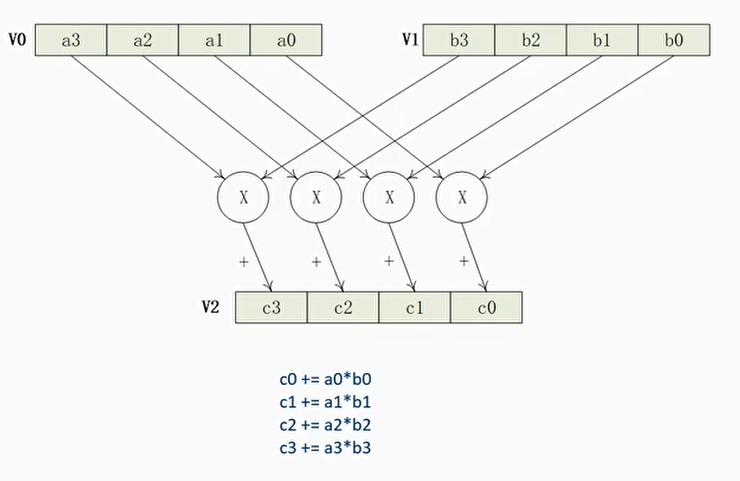 V0 a3 a2 a1 a0 V1 b3 b2 b1 b0
X X X X
+ + + +
V2 c3 c2 c1 c0
c0 += a0*b0
c1 += a1*b1
c2 += a2*b2
c3 += a3*b3